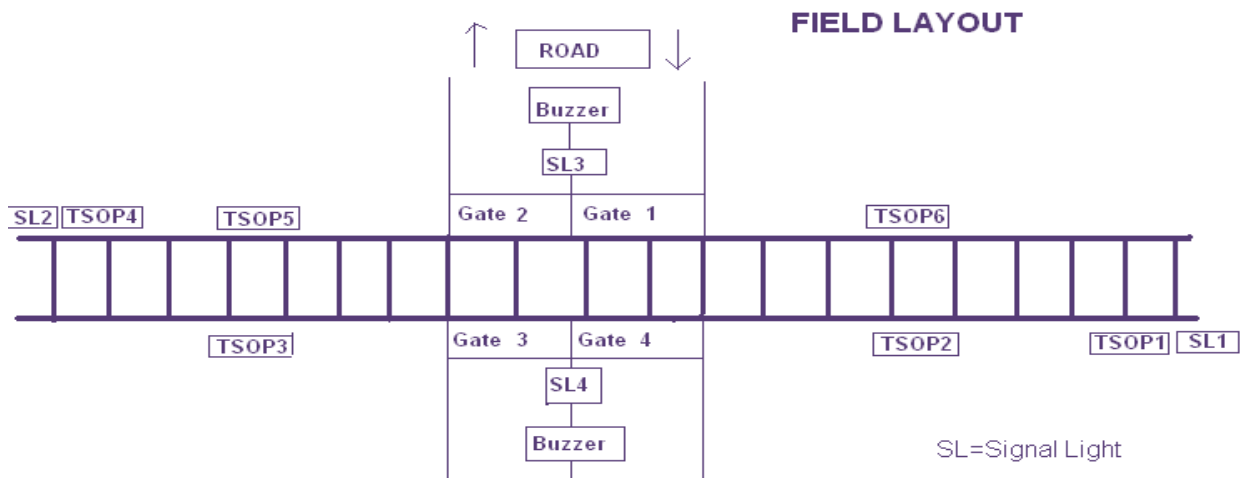 FIELD LAYOUT
ROAD
Buzzer
SL3
Gate 2 Gate 1
SL2 TSOP4 TSOP5 TSOP6
TSOP3 Gate 3 Gate 4 TSOP2 TSOP1 SL1
SL4
Buzzer
SL=Signal Light